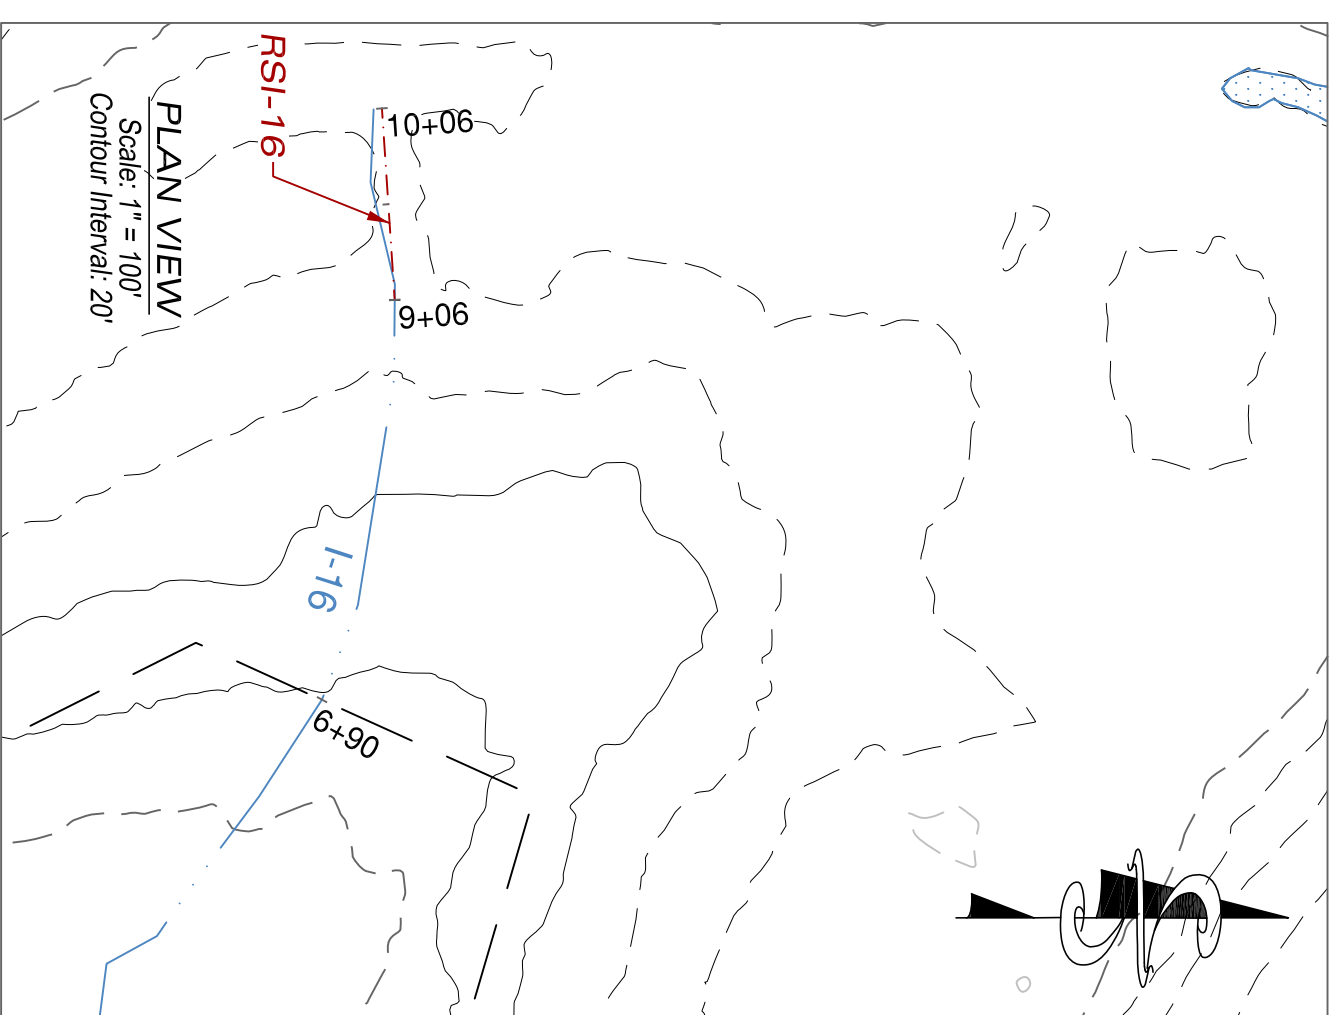 RSI-16
10+06
PLAN VIEW
Scale: 1" = 100'
Contour Interval: 20'
9+06
I-16
6+90
N